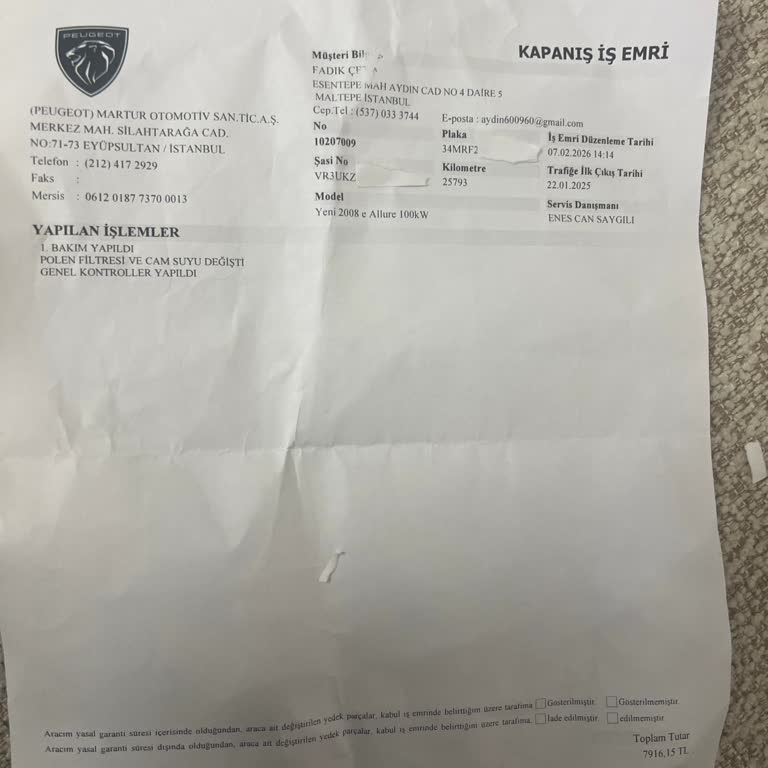 PEUGEOT
KAPANIŞ İŞ EMRİ
(PEUGEOT) MARTUR OTOMOTİV SAN.TİC.A.Ş.
MERKEZ MAH. SİLAHTARAĞA CAD.
NO:71-73 EYÜPSULTAN / İSTANBUL
Telefon : (212) 417 2929
Faks :
Mersis : 0612 0187 7370 0013
Müşteri
FADIK
ESENTEPE MAH AYDIN CAD NO 4 DAİRE 5
MALTEPE İSTANBUL
Cep.Tel : (537) 033 3744
E-posta : aydin600960@gmail.com
No
10207009
Plaka
34MRF2
İş Emri Düzenleme Tarihi
07.02.2026 14:14
Şasi No
VR3UKZ
Kilometre
25793
Trafiğe İlk Çıkış Tarihi
22.01.2025
Model
Yeni 2008 e Allure 100kW
Servis Danışmanı
ENES CAN SAYGILI
YAPILAN İŞLEMLER
1. BAKIM YAPILDI
POLEN FİLTRESİ VE CAM SUYU DEĞİŞTİ
GENEL KONTROLLER YAPILDI
Aracım yasal garanti süresi içerisinde olduğundan, araca ait değiştirilen yedek parçalar, kabul iş emrinde belirttiğim üzere tarafıma Gösterilmiştir. Gösterilmemiştir.
Aracım yasal garanti süresi dışında olduğundan, araca ait değiştirilen yedek parçalar, kabul iş emrinde belirttiğim üzere tarafıma. İade edilmiştir. edilmemiştir.
Toplam Tutar
7916,15 TL